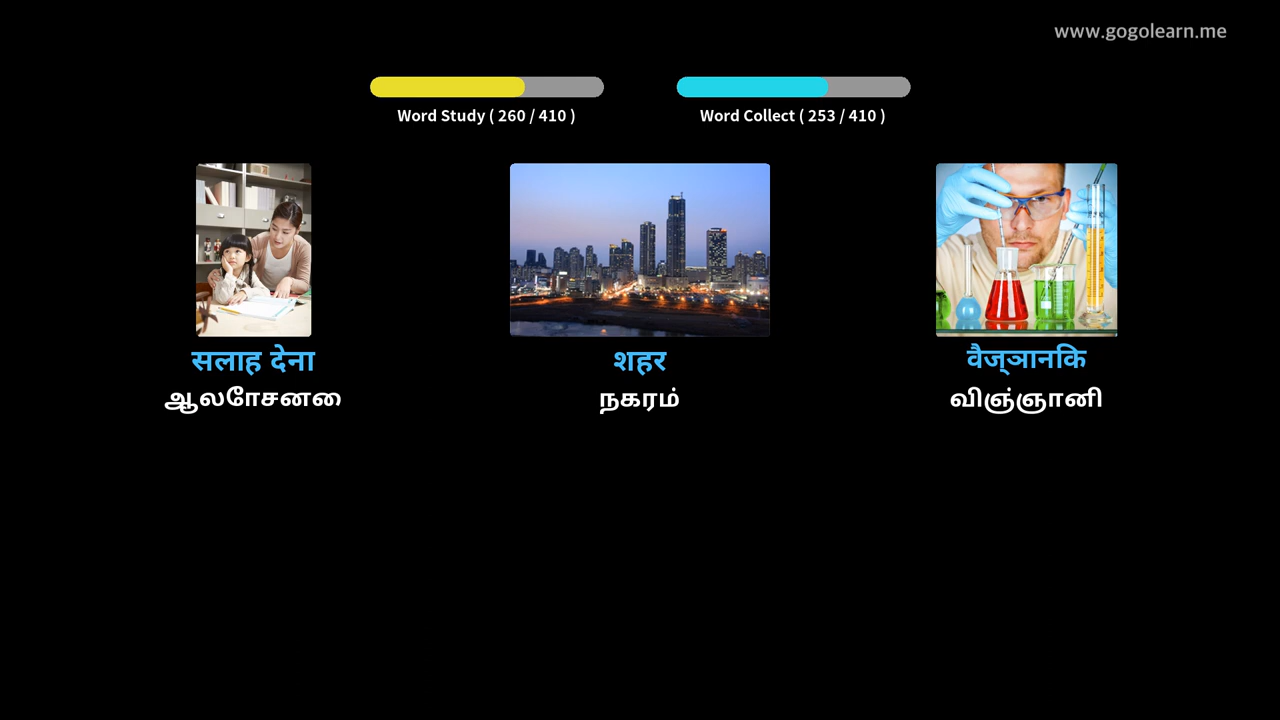 www.gogolearn.me
Word Study ( 260 / 410 )
Word Collect ( 253 / 410 )
सलाह देना
शहर
वैज्ञानिक
ஆலோசனை
நகரம்
விஞ்ஞானி